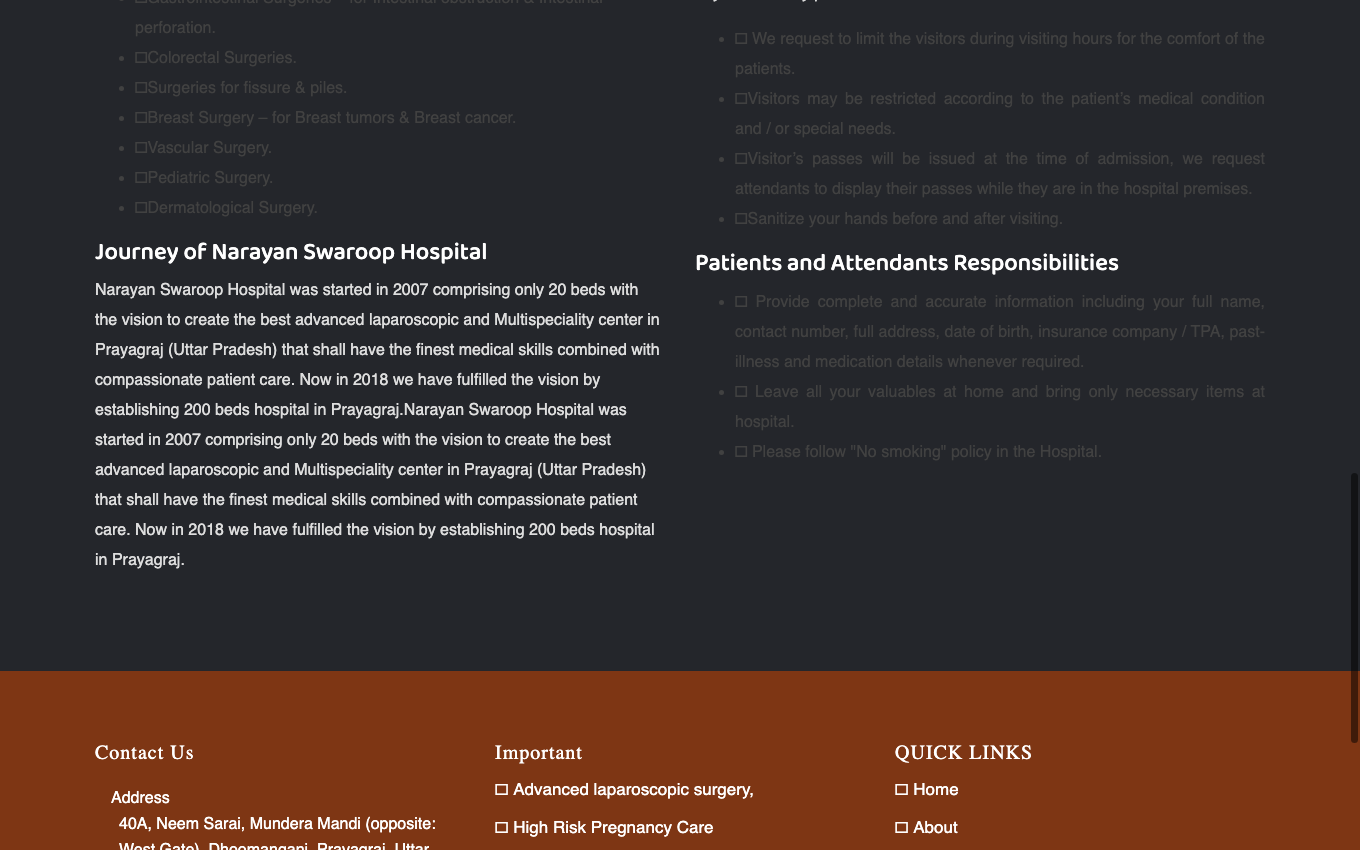 Gastrointestinal Surgeries – for Intestinal obstruction & Intestinal
perforation.
Colorectal Surgeries.
Surgeries for fissure & piles.
Breast Surgery – for Breast tumors & Breast cancer.
Vascular Surgery.
Pediatric Surgery.
Dermatological Surgery.
Journey of Narayan Swaroop Hospital
Narayan Swaroop Hospital was started in 2007 comprising only 20 beds with
the vision to create the best advanced laparoscopic and Multispeciality center in
Prayagraj (Uttar Pradesh) that shall have the finest medical skills combined with
compassionate patient care. Now in 2018 we have fulfilled the vision by
establishing 200 beds hospital in Prayagraj.Narayan Swaroop Hospital was
started in 2007 comprising only 20 beds with the vision to create the best
advanced laparoscopic and Multispeciality center in Prayagraj (Uttar Pradesh)
that shall have the finest medical skills combined with compassionate patient
care. Now in 2018 we have fulfilled the vision by establishing 200 beds hospital
in Prayagraj.
We request to limit the visitors during visiting hours for the comfort of the
patients.
Visitors may be restricted according to the patient’s medical condition
and / or special needs.
Visitor’s passes will be issued at the time of admission, we request
attendants to display their passes while they are in the hospital premises.
Sanitize your hands before and after visiting.
Patients and Attendants Responsibilities
Provide complete and accurate information including your full name,
contact number, full address, date of birth, insurance company / TPA, past-
illness and medication details whenever required.
Leave all your valuables at home and bring only necessary items at
hospital.
Please follow "No smoking" policy in the Hospital.
Contact Us
Address
40A, Neem Sarai, Mundera Mandi (opposite:
West Gate), Dhoomanganj, Prayagraj, Uttar
Important
Advanced laparoscopic surgery,
High Risk Pregnancy Care
QUICK LINKS
Home
About